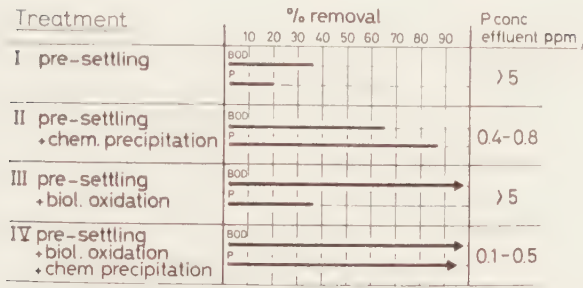 Treatment
% removal
10 20 30 40 50 60 70 80 90
P conc
effluent ppm
I pre-settling
BOD
P
>5
II pre-settling
+chem. precipitation
BOD
P
0.4-0.8
III pre-settling
+biol. oxidation
BOD
P
>5
IV pre-settling
+biol. oxidation
+chem precipitation
BOD
P
0.1-0.5